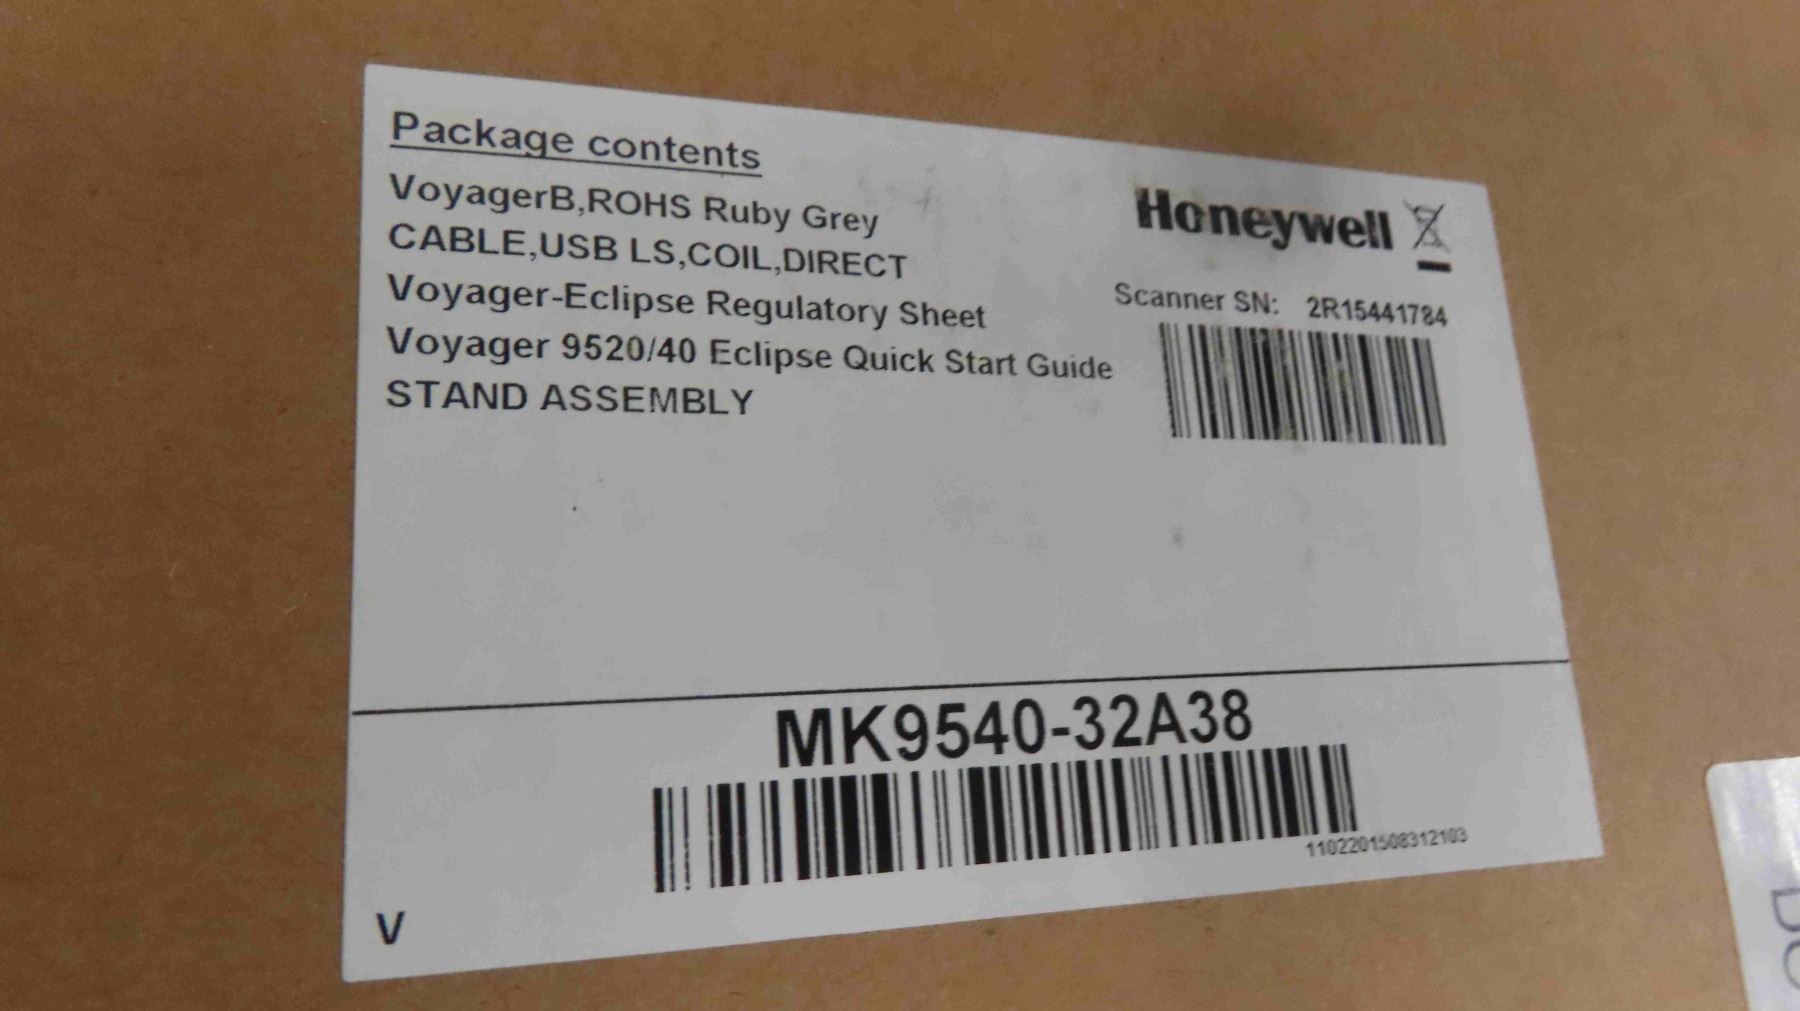 Package contents
VoyagerB,ROHS Ruby Grey
CABLE,USB LS,COIL,DIRECT
Voyager-Eclipse Regulatory Sheet
Voyager 9520/40 Eclipse Quick Start Guide
STAND ASSEMBLY
Honeywell
Scanner SN: 2R15441784
MK9540-32A38
1102201508312103
V